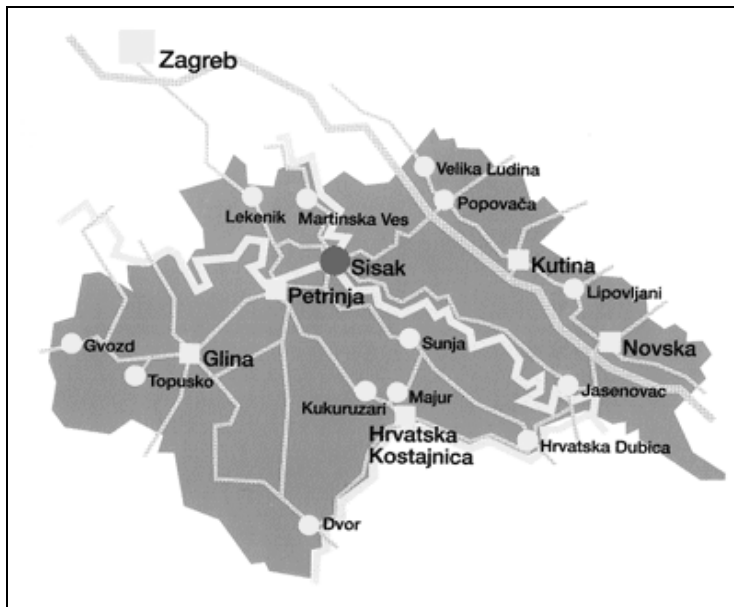 Zagreb
Velika Ludina
Popovača
Lekenik
Martinska Ves
Sisak
Kutina
Petrinja
Lipovljani
Gvozd
Glina
Sunja
Novska
Topusko
Kukuruzari
Majur
Jasenovac
Hrvatska
Kostajnica
Hrvatska Dubica
Dvor